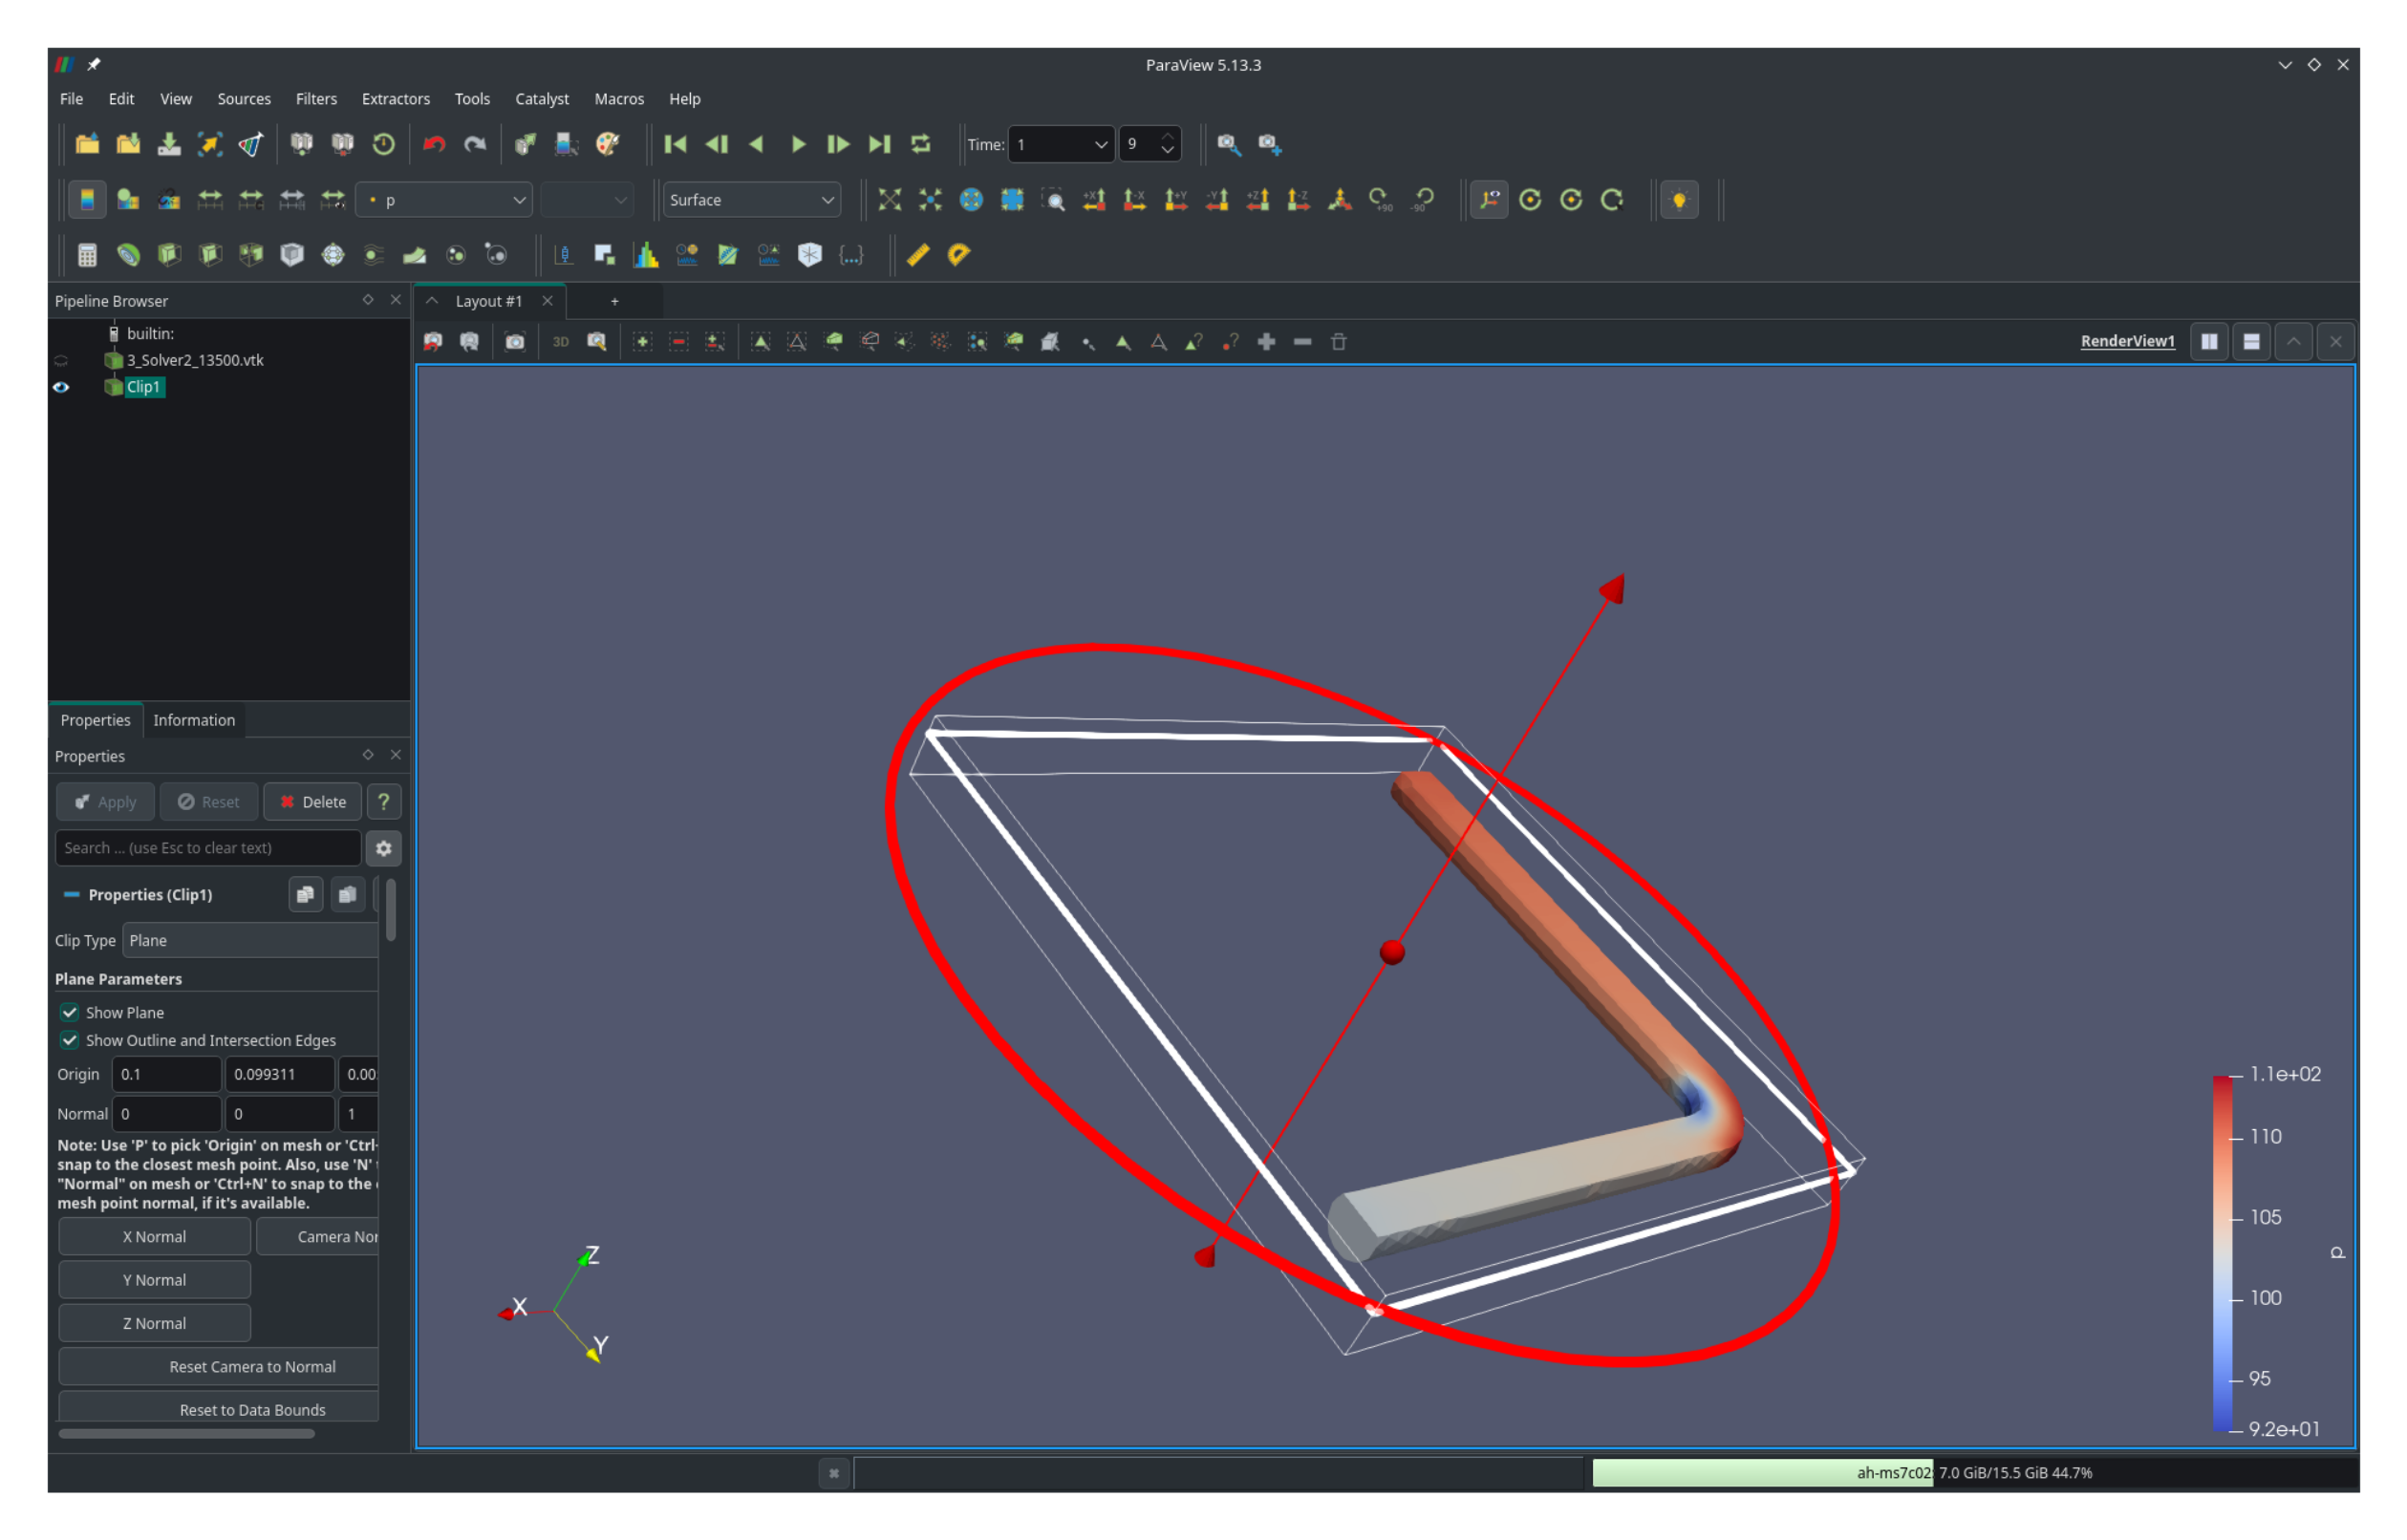 ParaView 5.13.3
File Edit View Sources Filters Extractors Tools Catalyst Macros Help
Time: 1 9
p Surface +X -X +Y -Y +Z -Z +90 -90
Pipeline Browser
Layout #1 +
builtin:
3_Solver2_13500.vtk
Clip1
3D
RenderView1
Properties Information
Properties
Apply Reset Delete ?
Search ... (use Esc to clear text)
Properties (Clip1)
Clip Type Plane
Plane Parameters
Show Plane
Show Outline and Intersection Edges
Origin 0.1 0.099311 0.00
Normal 0 0 1
Note: Use 'P' to pick 'Origin' on mesh or 'Ctrl+
snap to the closest mesh point. Also, use 'N'
"Normal" on mesh or 'Ctrl+N' to snap to the
mesh point normal, if it's available.
X Normal Camera Nor
Y Normal
Z Normal
Reset Camera to Normal
Reset to Data Bounds
Z
X
Y
1.1e+02
110
105
p
100
95
9.2e+01
ah-ms7c02: 7.0 GiB/15.5 GiB 44.7%